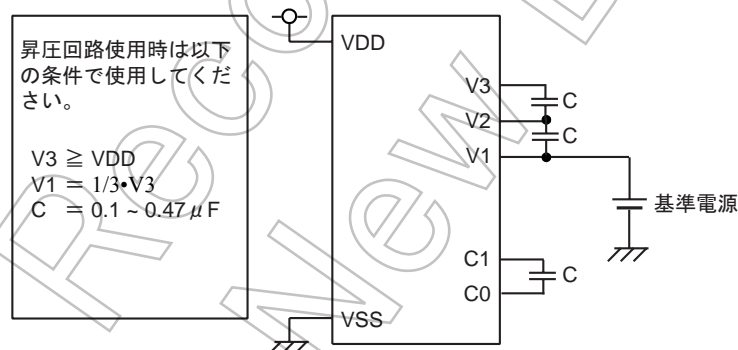 昇圧回路使用時は以下
の条件で使用してくだ
さい。
V3 ≧ VDD
V1 = 1/3•V3
C = 0.1 ~ 0.47 μ F
VDD
V3
C
V2
C
V1
基準電源
C1
C
C0
VSS